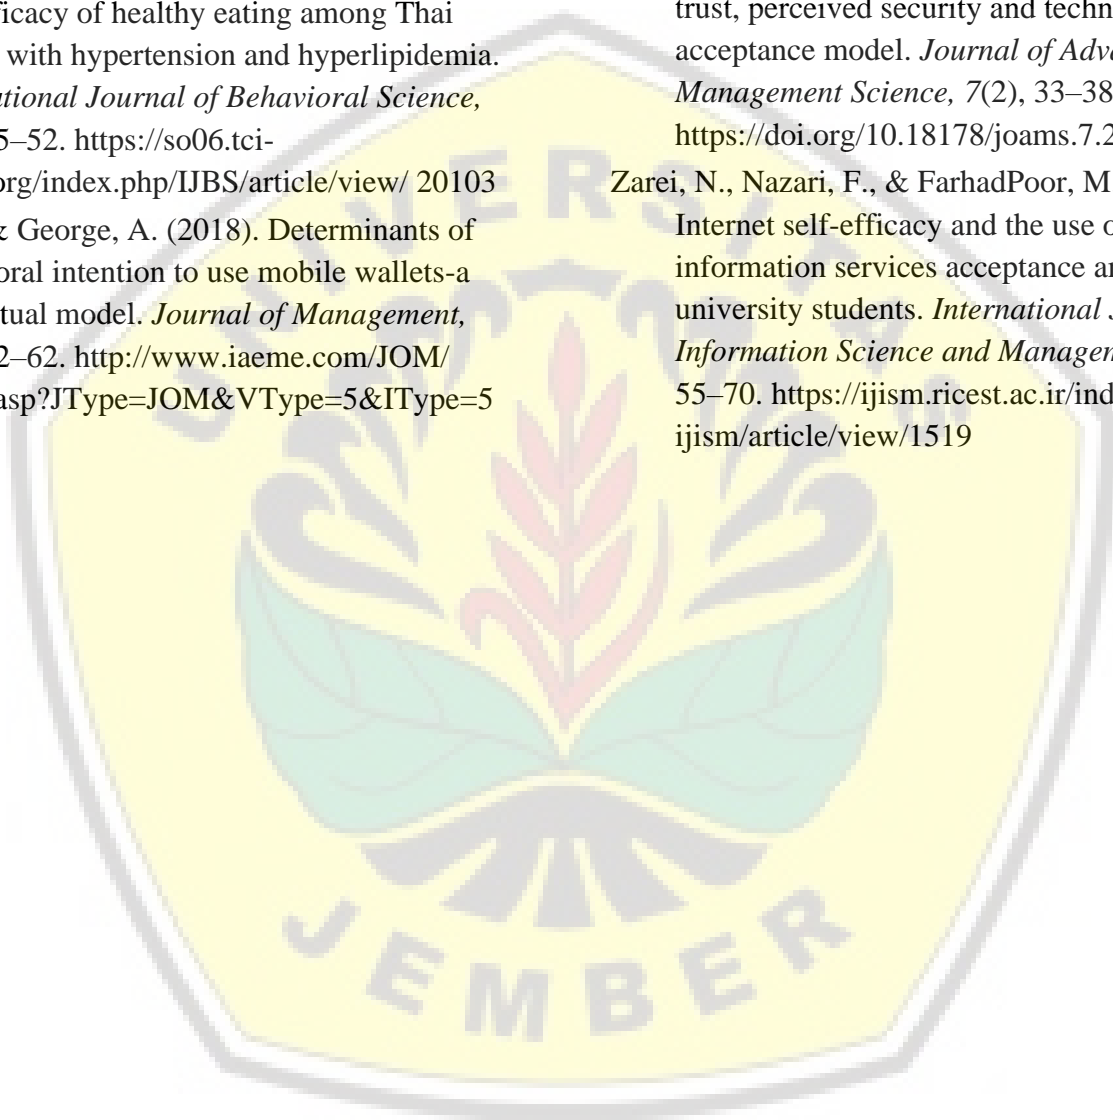 ficacy of healthy eating among Thai
with hypertension and hyperlipidemia.
ational Journal of Behavioral Science,
5–52. https://so06.tci-
org/index.php/IJBS/article/view/ 20103
& George, A. (2018). Determinants of
oral intention to use mobile wallets-a
tual model. Journal of Management,
2–62. http://www.iaeme.com/JOM/
asp?JType=JOM&VType=5&IType=5
trust, perceived security and techn
acceptance model. Journal of Adva
Management Science, 7(2), 33–38
https://doi.org/10.18178/joams.7.2
Zarei, N., Nazari, F., & FarhadPoor, M
Internet self-efficacy and the use o
information services acceptance a
university students. International J
Information Science and Managem
55–70. https://ijism.ricest.ac.ir/ind
ijism/article/view/1519
UNIVERSITAS
JEMBER